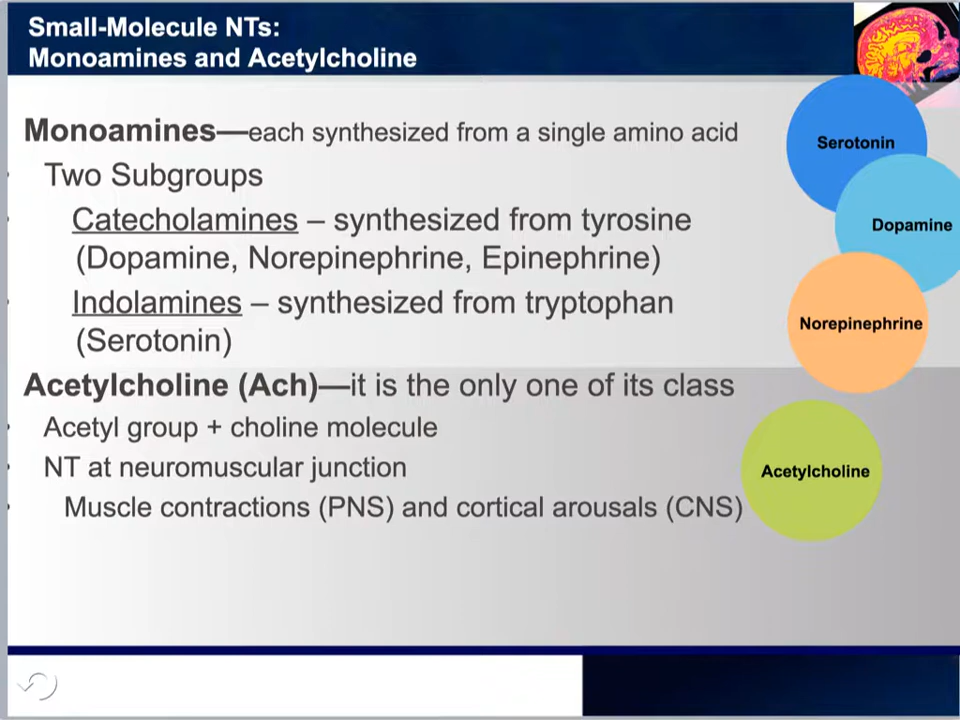 Small-Molecule NTs:
Monoamines and Acetylcholine
Monoamines—each synthesized from a single amino acid
Two Subgroups
Catecholamines – synthesized from tyrosine
(Dopamine, Norepinephrine, Epinephrine)
Indolamines – synthesized from tryptophan
(Serotonin)
Acetylcholine (Ach)—it is the only one of its class
Acetyl group + choline molecule
NT at neuromuscular junction
Muscle contractions (PNS) and cortical arousals (CNS)
Serotonin
Dopamine
Norepinephrine
Acetylcholine